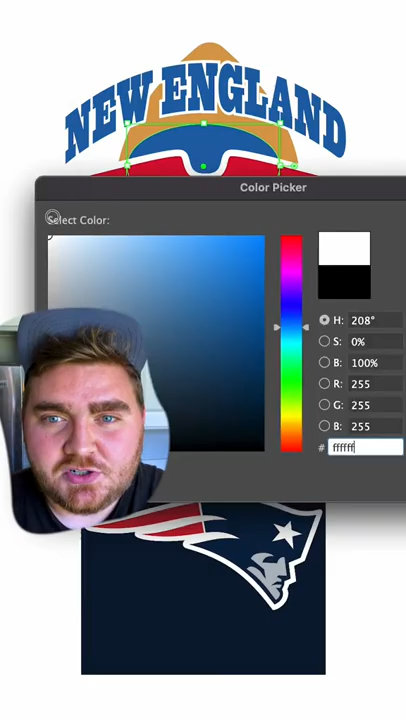 NEW ENGLAND
Color Picker
Select Color:
H: 208°
S: 0%
B: 100%
R: 255
G: 255
B: 255
# ffffff